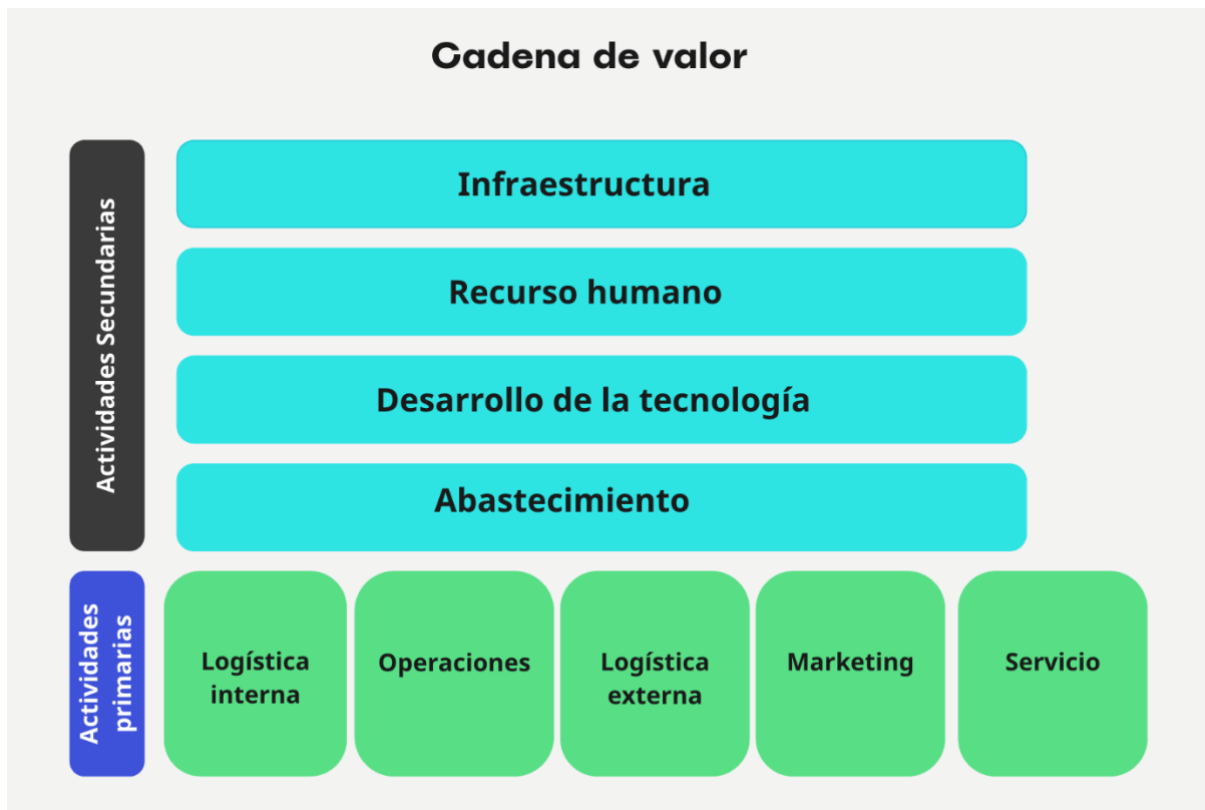 Cadena de valor
Actividades Secundarias
Infraestructura
Recurso humano
Desarrollo de la tecnología
Abastecimiento
Actividades
primarias
Logística
interna
Operaciones
Logística
externa
Marketing
Servicio